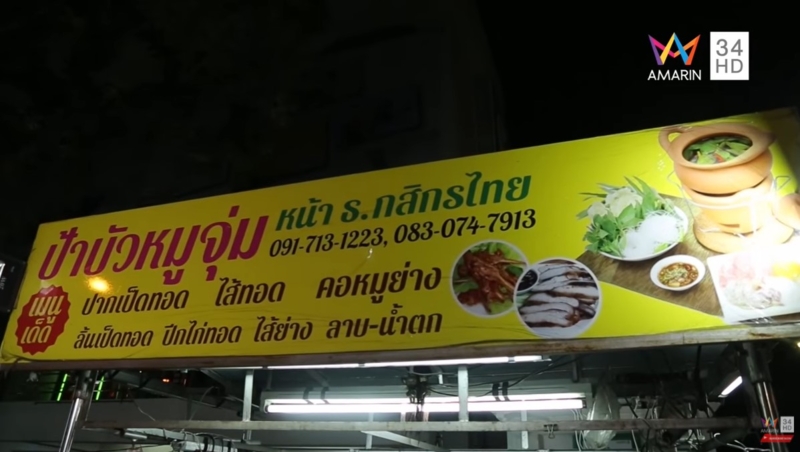 AMARIN
34
HD
ป้าบัวหมูจุ่ม
หน้า ธ.กสิกรไทย
091-713-1223, 083-074-7913
เมนู
เด็ด
ปากเป็ดทอด ไส้ทอด คอหมูย่าง
ลิ้นเป็ดทอด ปีกไก่ทอด ไส้ย่าง ลาบ-น้ำตก
AMARIN
34
HD